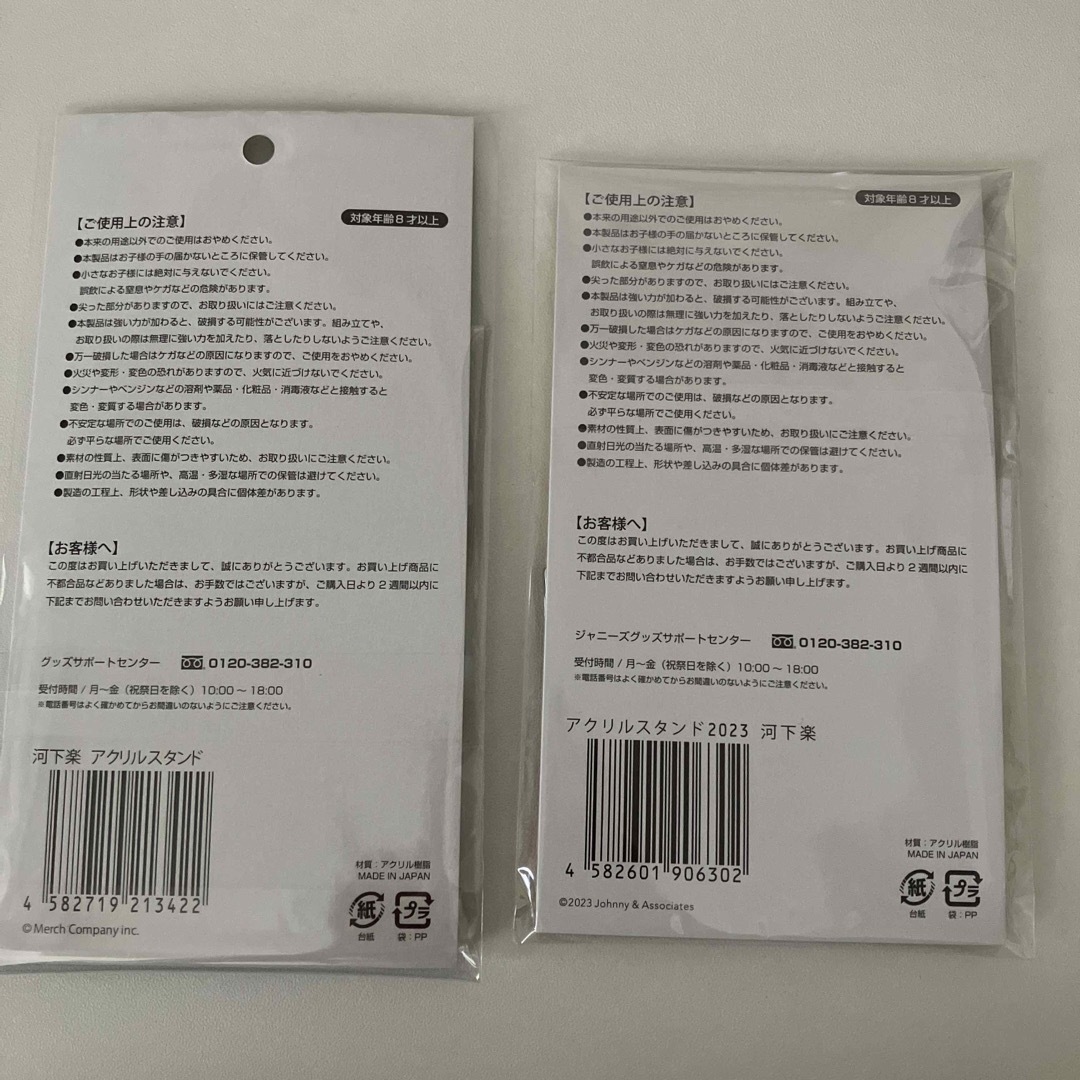 【ご使用上の注意】
対象年齢8才以上
●本来の用途以外でのご使用はおやめください。
●本製品はお子様の手の届かないところに保管してください。
●小さなお子様には絶対に与えないでください。
誤飲による窒息やケガなどの危険があります。
●尖った部分がありますので、お取り扱いにはご注意ください。
●本製品は強い力が加わると、破損する可能性がございます。組み立てや、
お取り扱いの際は無理に強い力を加えたり、落としたりしないようご注意ください。
●万一破損した場合はケガなどの原因になりますので、ご使用をおやめください。
●火災や変形・変色の恐れがありますので、火気に近づけないでください。
●シンナーやベンジンなどの溶剤や薬品・化粧品・消毒液などと接触すると
変色・変質する場合があります。
●不安定な場所でのご使用は、破損などの原因となります。
必ず平らな場所でご使用ください。
●素材の性質上、表面に傷がつきやすいため、お取り扱いにご注意ください。
●直射日光の当たる場所や、高温・多湿な場所での保管は避けてください。
●製造の工程上、形状や差し込みの具合に個体差があります。
【お客様へ】
この度はお買い上げいただきまして、誠にありがとうございます。お買い上げ商品に
不都合品などありました場合は、お手数ではございますが、ご購入日より2週間以内に
下記までお問い合わせいただきますようお願い申し上げます。
グッズサポートセンター 0120-382-310
受付時間 / 月〜金（祝祭日を除く）10:00 〜 18:00
※電話番号はよく確かめてからお間違いのないようにご注意ください。
河下楽 アクリルスタンド
4 582719 213422
© Merch Company inc.
材質：アクリル樹脂
MADE IN JAPAN
紙 プラ
台紙 袋：PP
【ご使用上の注意】
対象年齢8才以上
●本来の用途以外でのご使用はおやめください。
●本製品はお子様の手の届かないところに保管してください。
●小さなお子様には絶対に与えないでください。
誤飲による窒息やケガなどの危険があります。
●尖った部分がありますので、お取り扱いにはご注意ください。
●本製品は強い力が加わると、破損する可能性がございます。組み立てや、
お取り扱いの際は無理に強い力を加えたり、落としたりしないようご注意ください。
●万一破損した場合はケガなどの原因になりますので、ご使用をおやめください。
●火災や変形・変色の恐れがありますので、火気に近づけないでください。
●シンナーやベンジンなどの溶剤や薬品・化粧品・消毒液などと接触すると
変色・変質する場合があります。
●不安定な場所でのご使用は、破損などの原因となります。
必ず平らな場所でご使用ください。
●素材の性質上、表面に傷がつきやすいため、お取り扱いにご注意ください。
●直射日光の当たる場所や、高温・多湿な場所での保管は避けてください。
●製造の工程上、形状や差し込みの具合に個体差があります。
【お客様へ】
この度はお買い上げいただきまして、誠にありがとうございます。お買い上げ商品に
不都合品などありました場合は、お手数ではございますが、ご購入日より2週間以内に
下記までお問い合わせいただきますようお願い申し上げます。
ジャニーズグッズサポートセンター 0120-382-310
受付時間 / 月〜金（祝祭日を除く）10:00 〜 18:00
※電話番号はよく確かめてからお間違いのないようにご注意ください。
アクリルスタンド2023 河下楽
4 582601 906302
©2023 Johnny & Associates
材質：アクリル樹脂
MADE IN JAPAN
紙 プラ
台紙 袋：PP